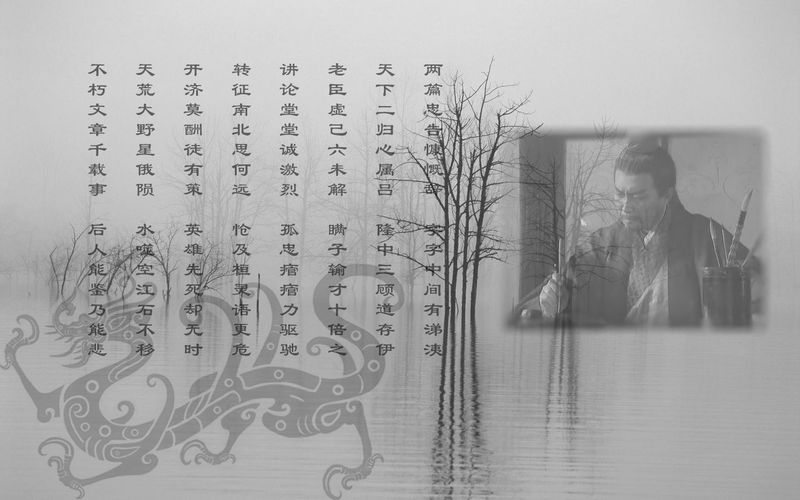 两篇忠告慷慨辞 字字中间有涕洟
天下二归心属吕 隆中三顾道存伊
老臣虚己六未解 瞒子输才十倍之
讲论堂堂诚激烈 孤忠痯痯力驱驰
转征南北思何远 怆及桓灵语更危
开济莫酬徒有策 英雄先死却无时
天荒大野星俄陨 水啮空江石不移
不朽文章千载事 后人能鉴乃能悲